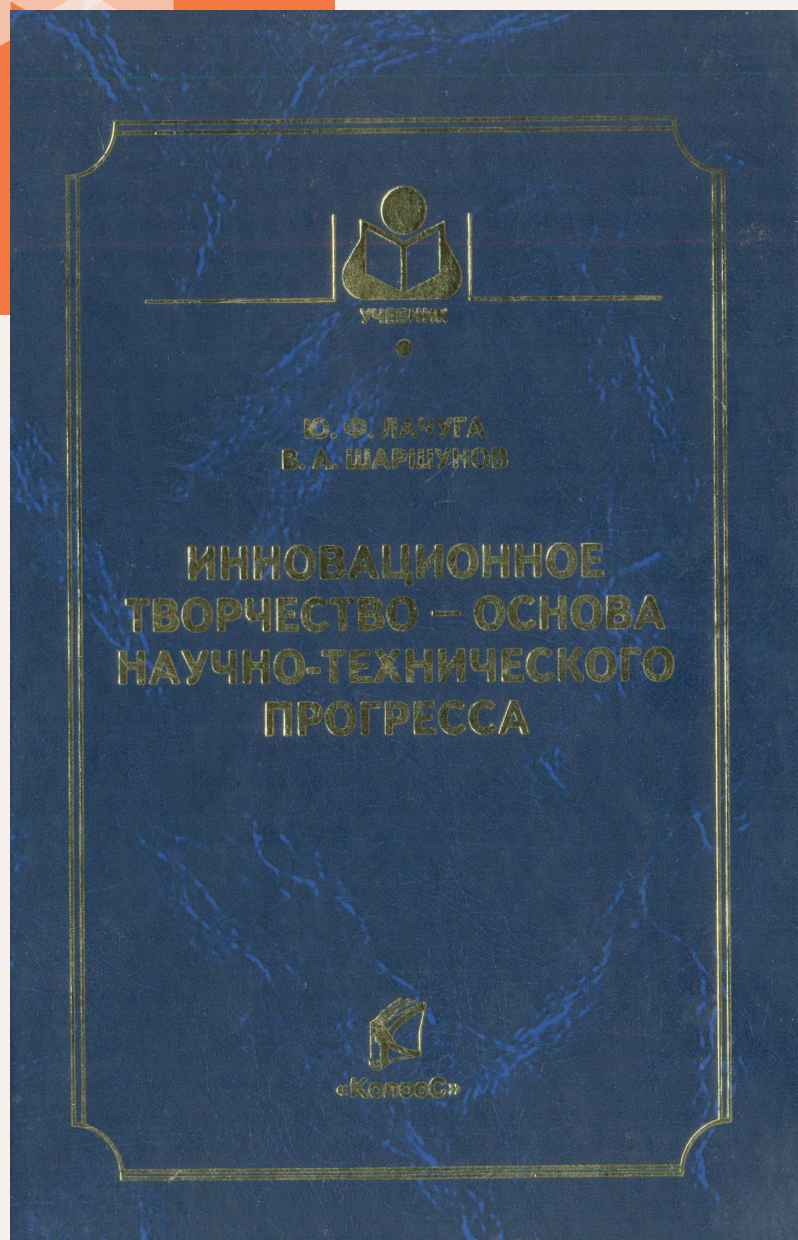 УЧЕБНИК
Ю. Ф. ЛАЧУГА
В. А. ШАРШУНОВ
ИННОВАЦИОННОЕ
ТВОРЧЕСТВО – ОСНОВА
НАУЧНО-ТЕХНИЧЕСКОГО
ПРОГРЕССА
«КолосС»